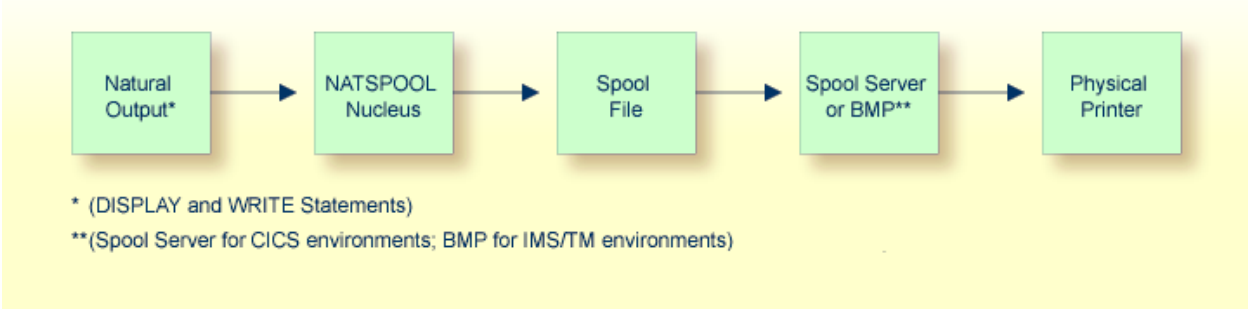 Natural
Output*
NATSPOOL
Nucleus
Spool
File
Spool Server
or BMP**
Physical
Printer
* (DISPLAY and WRITE Statements)
**(Spool Server for CICS environments; BMP for IMS/TM environments)